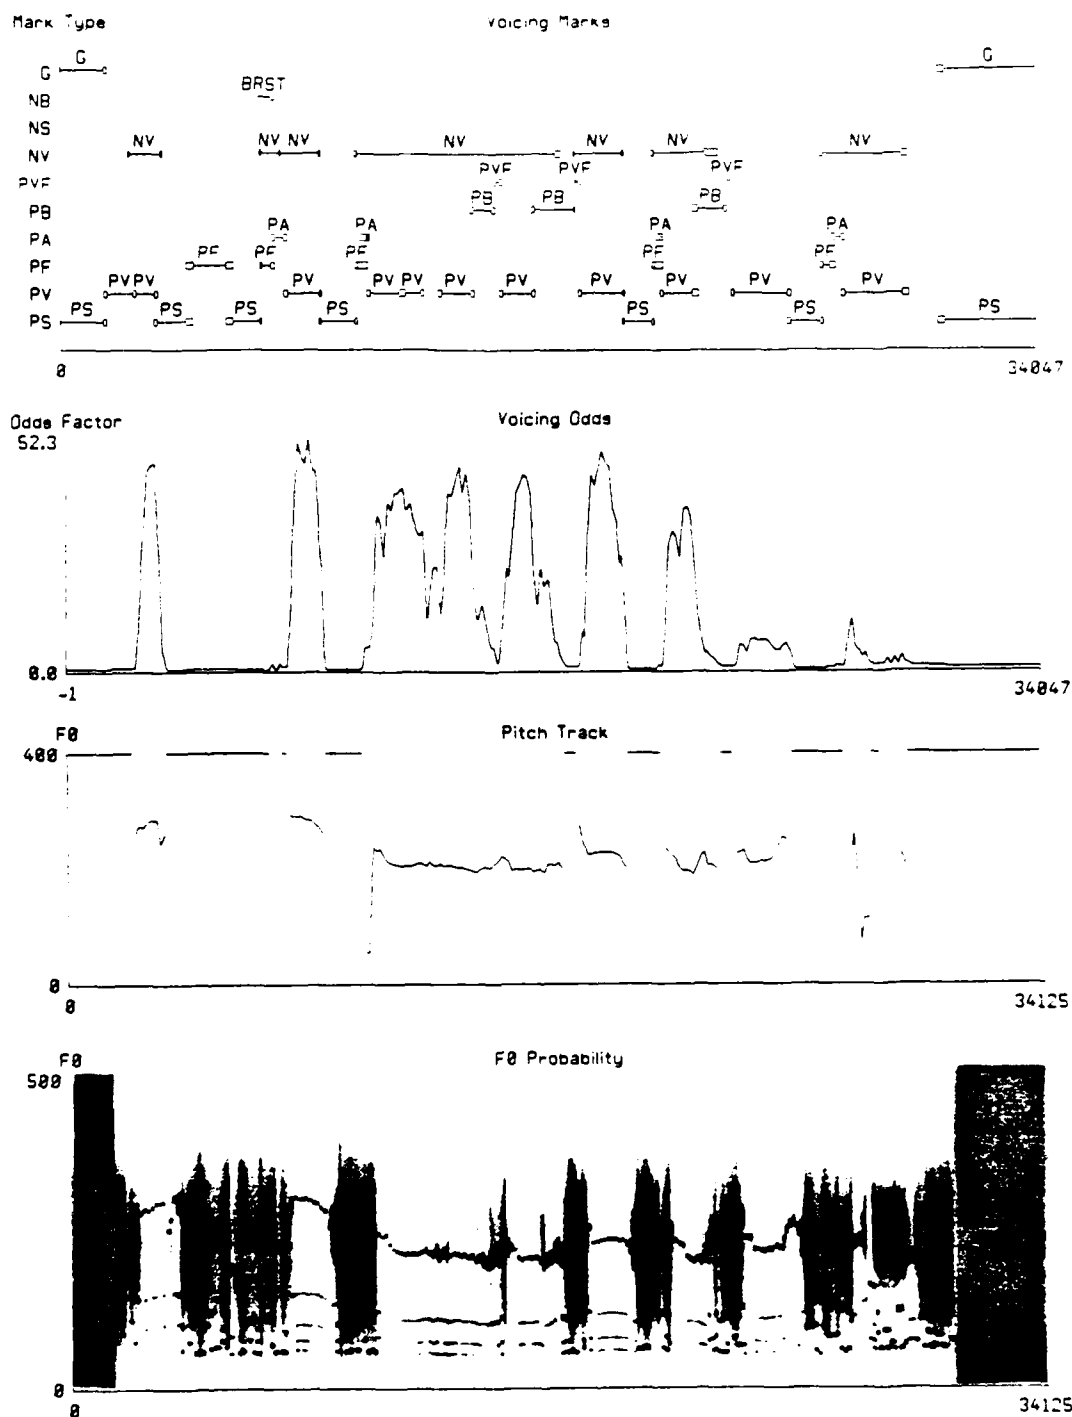 Mark Type Voicing Marks
G G
G
BRST
NB
NS
NV NV NV NV NV NV NV
NV
PVF PVF PVF
PVF
PB PB PB
PB
PA PA PA PA
PA
PF PF PF PF PF
PF
PV PV PV PV PV PV PV PV PV PV PV
PV
PS PS PS PS PS PS PS
PS
0 34047
Odds Factor Voicing Odds
52.3
0.0
-1 34047
F0 Pitch Track
400
0
0 34125
F0 F0 Probability
500
0
0 34125